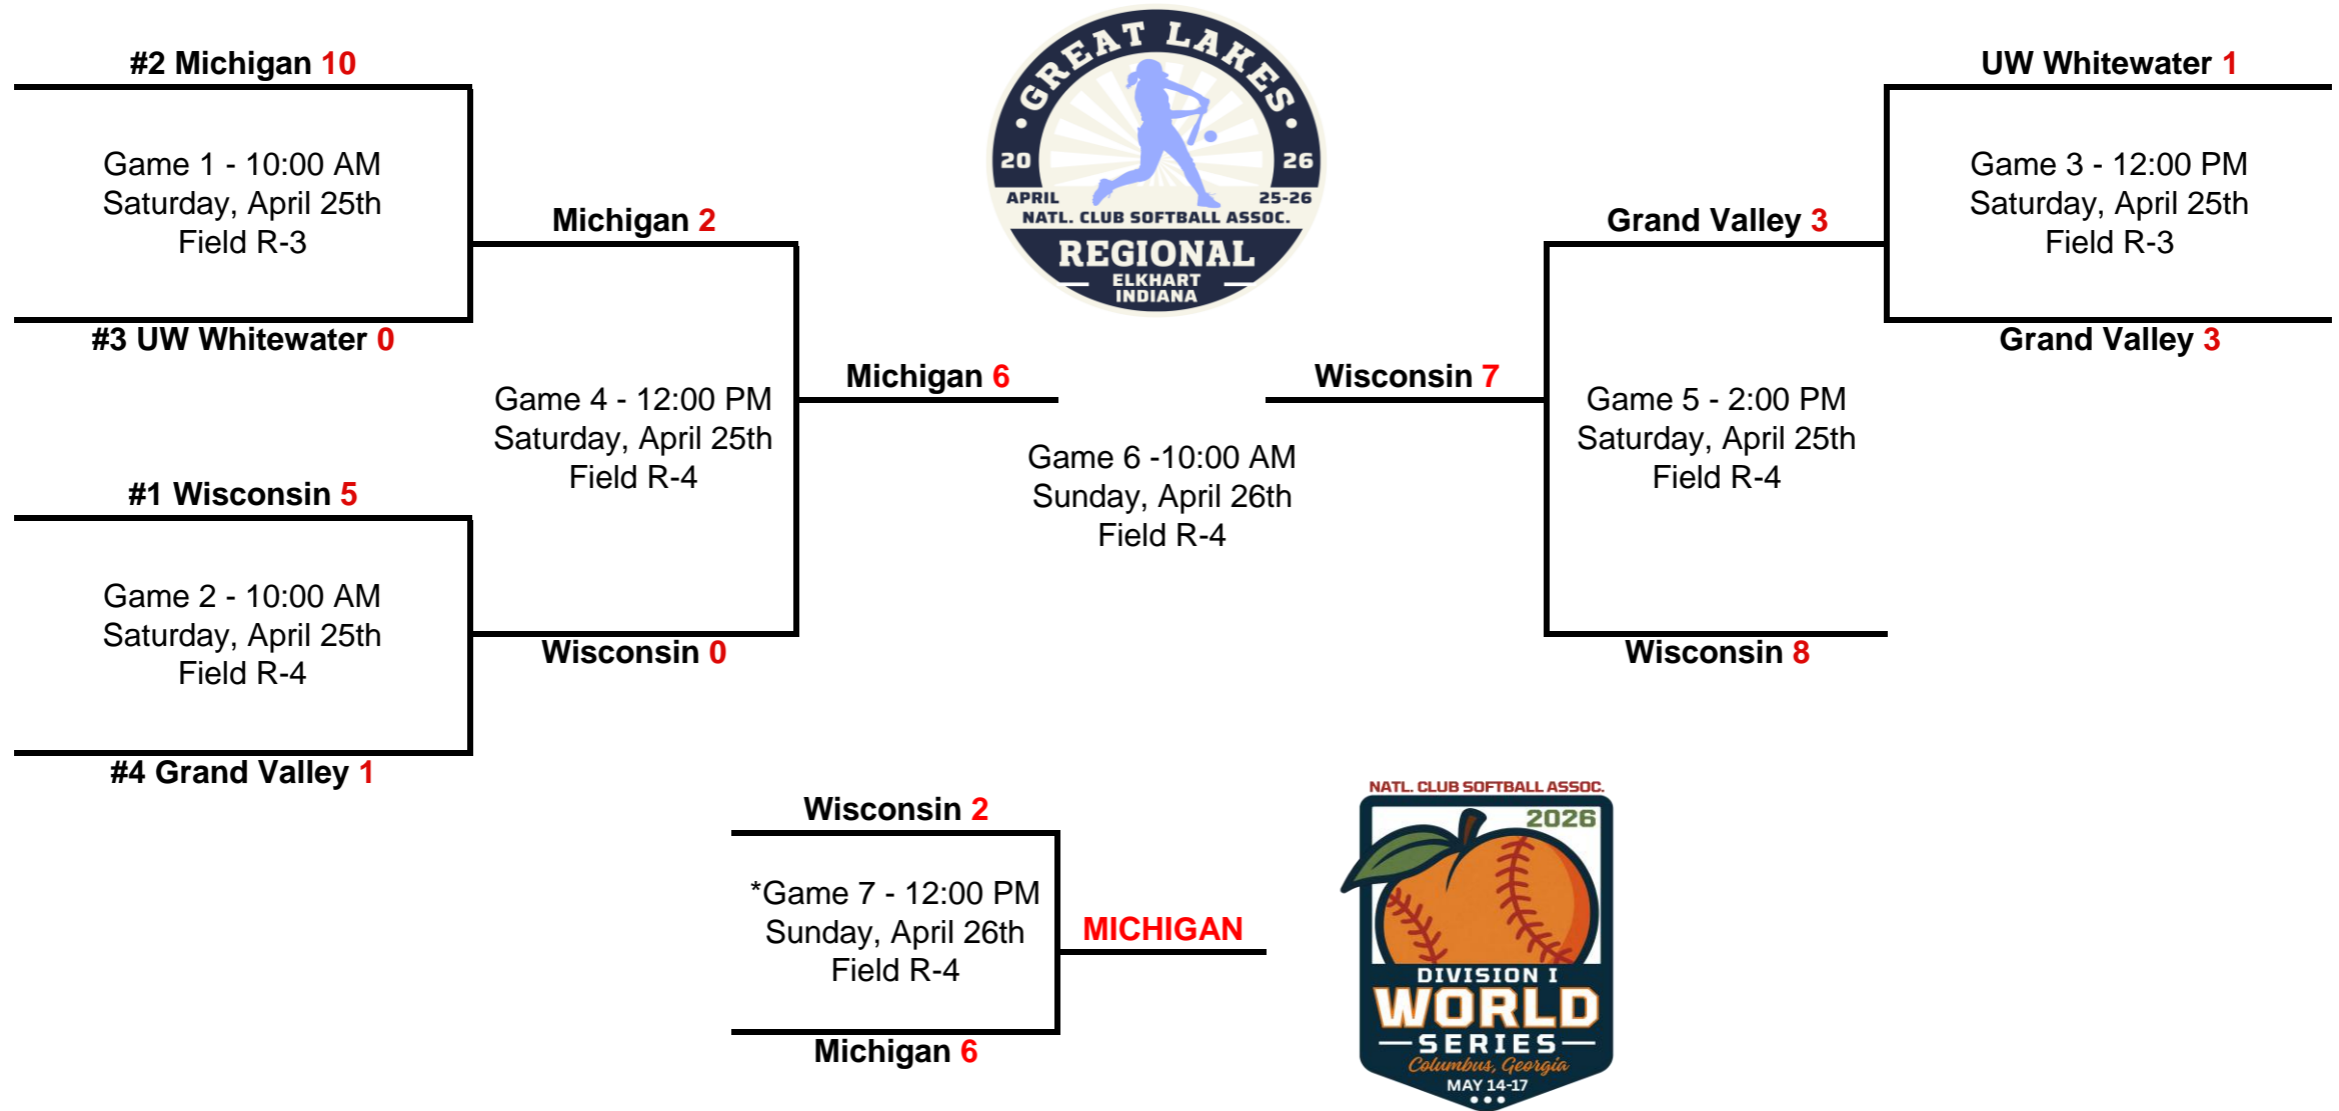 #2 Michigan 10
Game 1 - 10:00 AM
Saturday, April 25th
Field R-3
#3 UW Whitewater 0
Michigan 2
Game 4 - 12:00 PM
Saturday, April 25th
Field R-4
Wisconsin 0
#1 Wisconsin 5
Game 2 - 10:00 AM
Saturday, April 25th
Field R-4
#4 Grand Valley 1
Michigan 6
• GREAT LAKES •
20 26
APRIL 25-26
NATL. CLUB SOFTBALL ASSOC.
REGIONAL
ELKHART
INDIANA
Game 6 -10:00 AM
Sunday, April 26th
Field R-4
Wisconsin 7
Grand Valley 3
Game 5 - 2:00 PM
Saturday, April 25th
Field R-4
Wisconsin 8
UW Whitewater 1
Game 3 - 12:00 PM
Saturday, April 25th
Field R-3
Grand Valley 3
Wisconsin 2
*Game 7 - 12:00 PM
Sunday, April 26th
Field R-4
Michigan 6
MICHIGAN
NATL. CLUB SOFTBALL ASSOC.
2026
DIVISION I
WORLD
SERIES
Columbus, Georgia
MAY 14-17